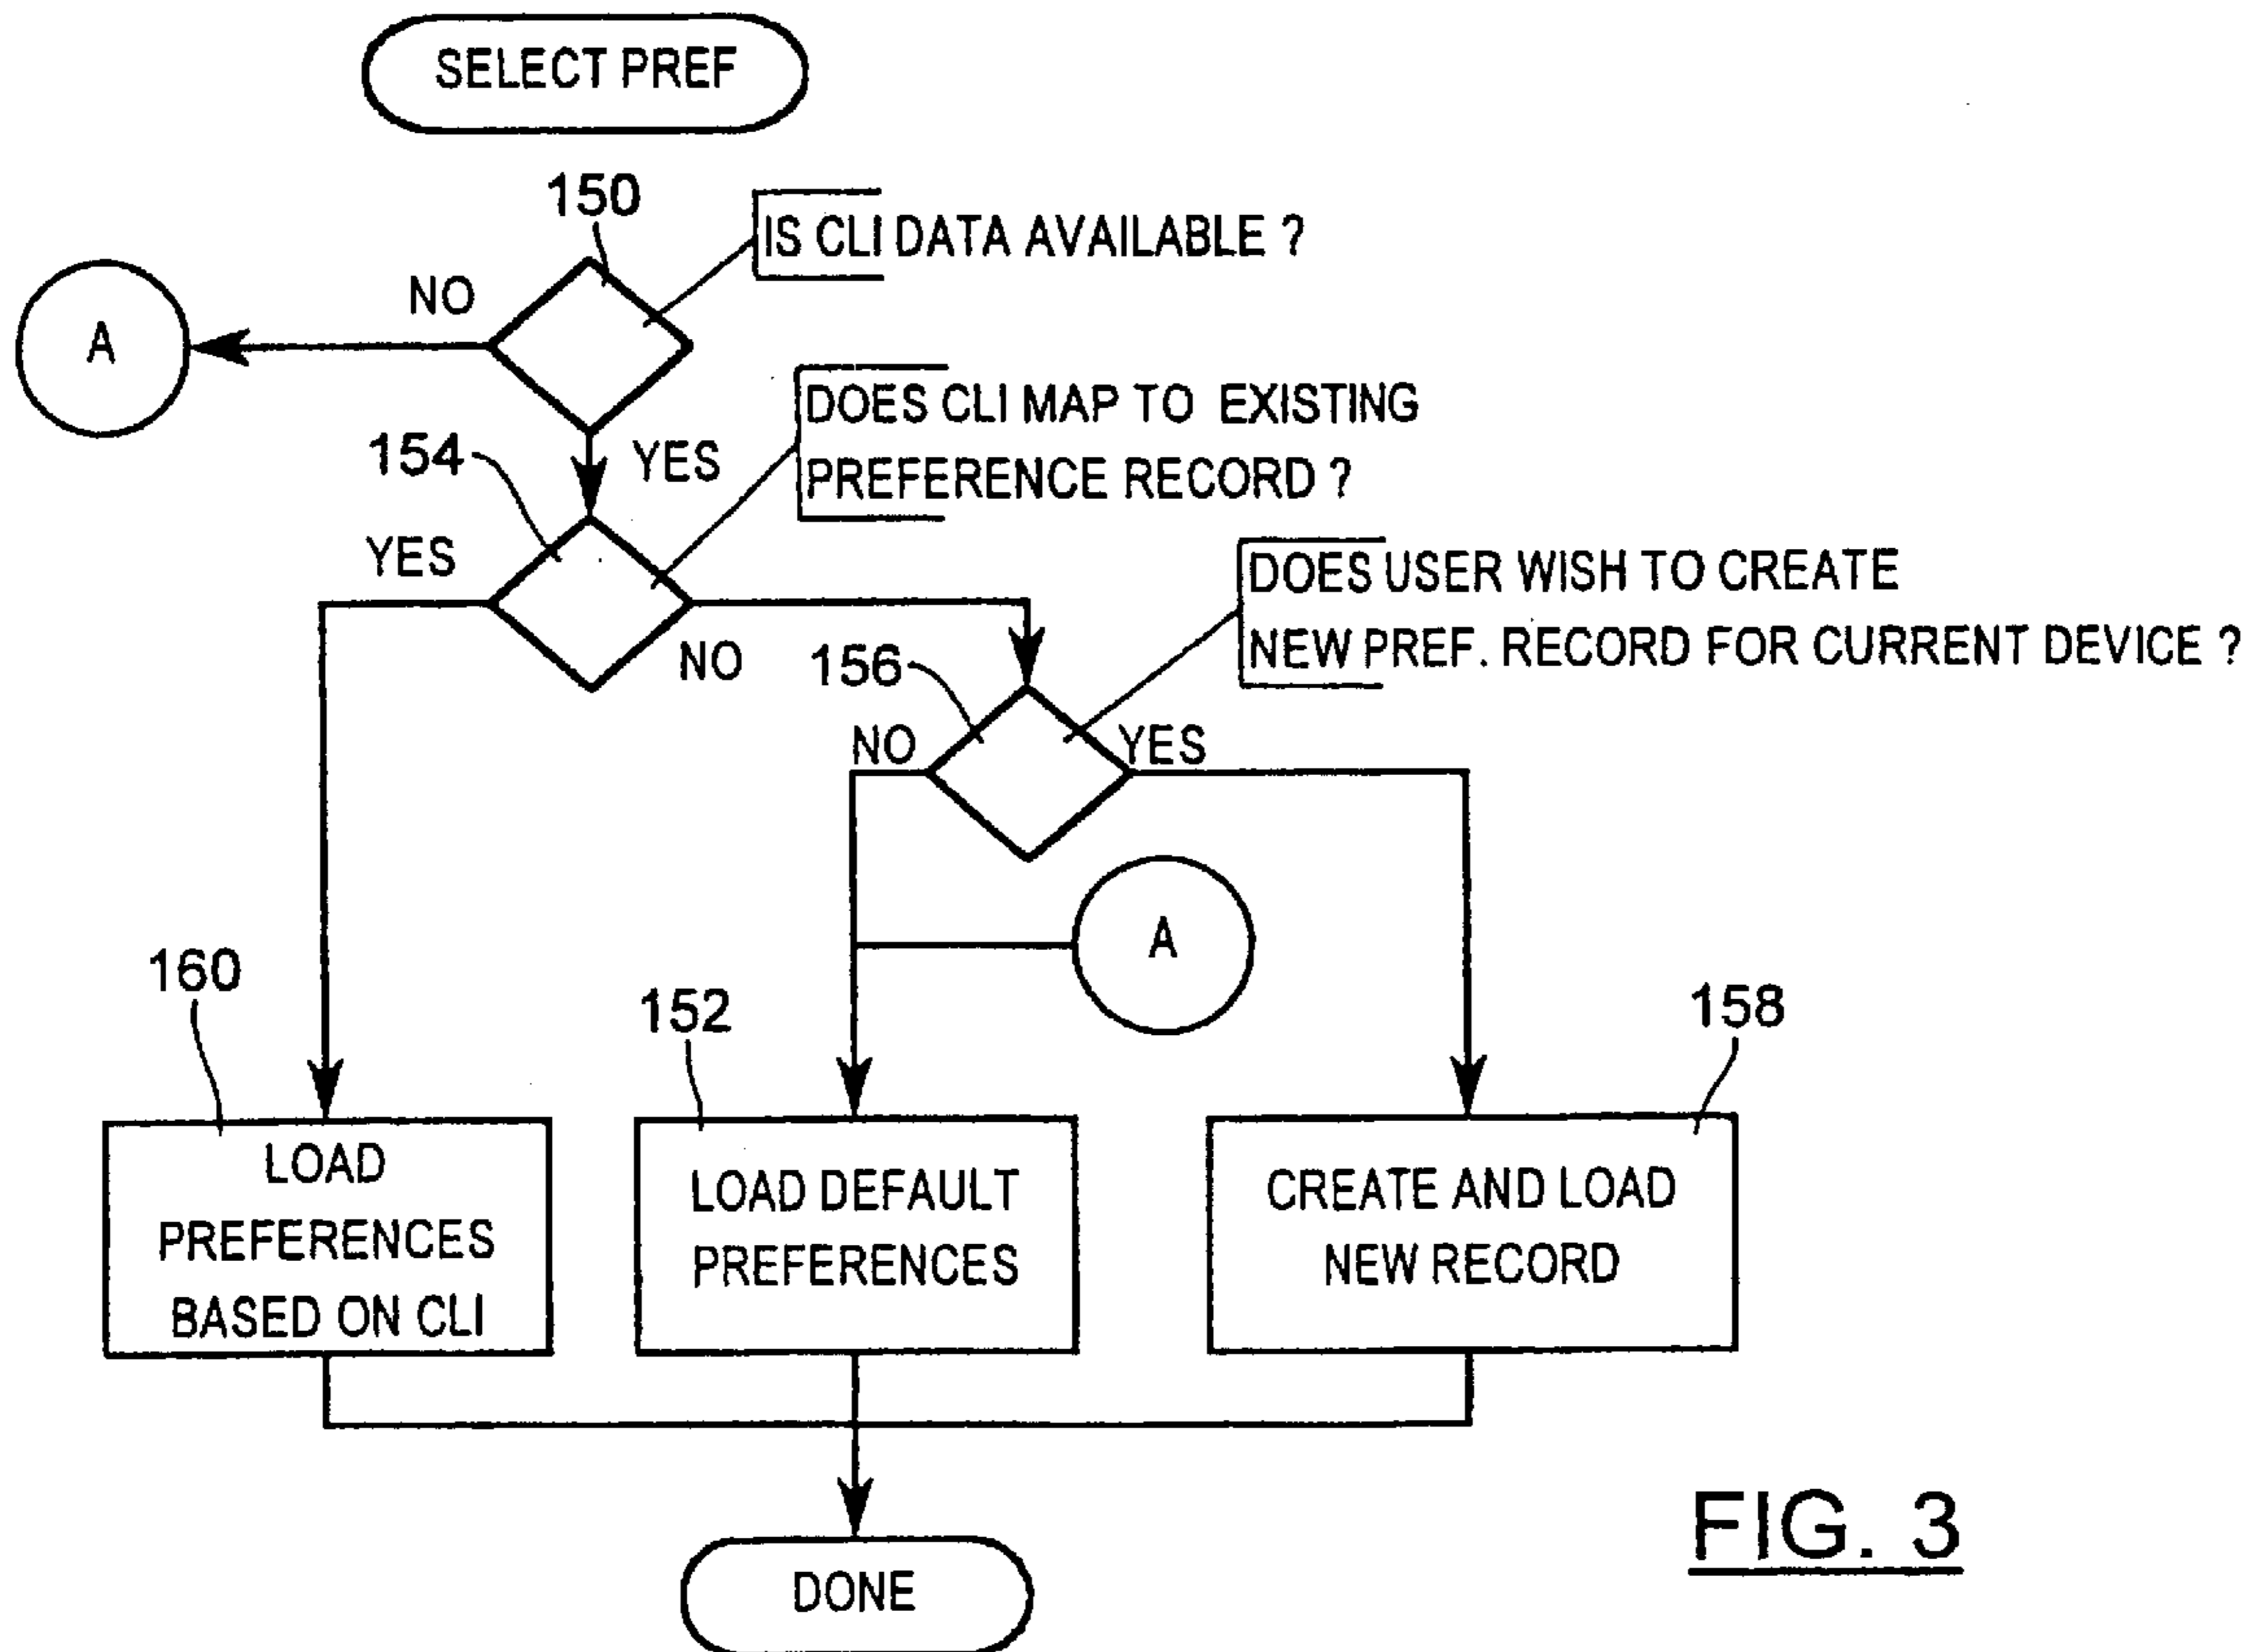 SELECT PREF
150
IS CLI DATA AVAILABLE ?
NO
A
DOES CLI MAP TO EXISTING
PREFERENCE RECORD ?
154
YES
YES
NO
DOES USER WISH TO CREATE
NEW PREF. RECORD FOR CURRENT DEVICE ?
156
NO
YES
A
160
152
158
LOAD
PREFERENCES
BASED ON CLI
LOAD DEFAULT
PREFERENCES
CREATE AND LOAD
NEW RECORD
DONE
FIG. 3